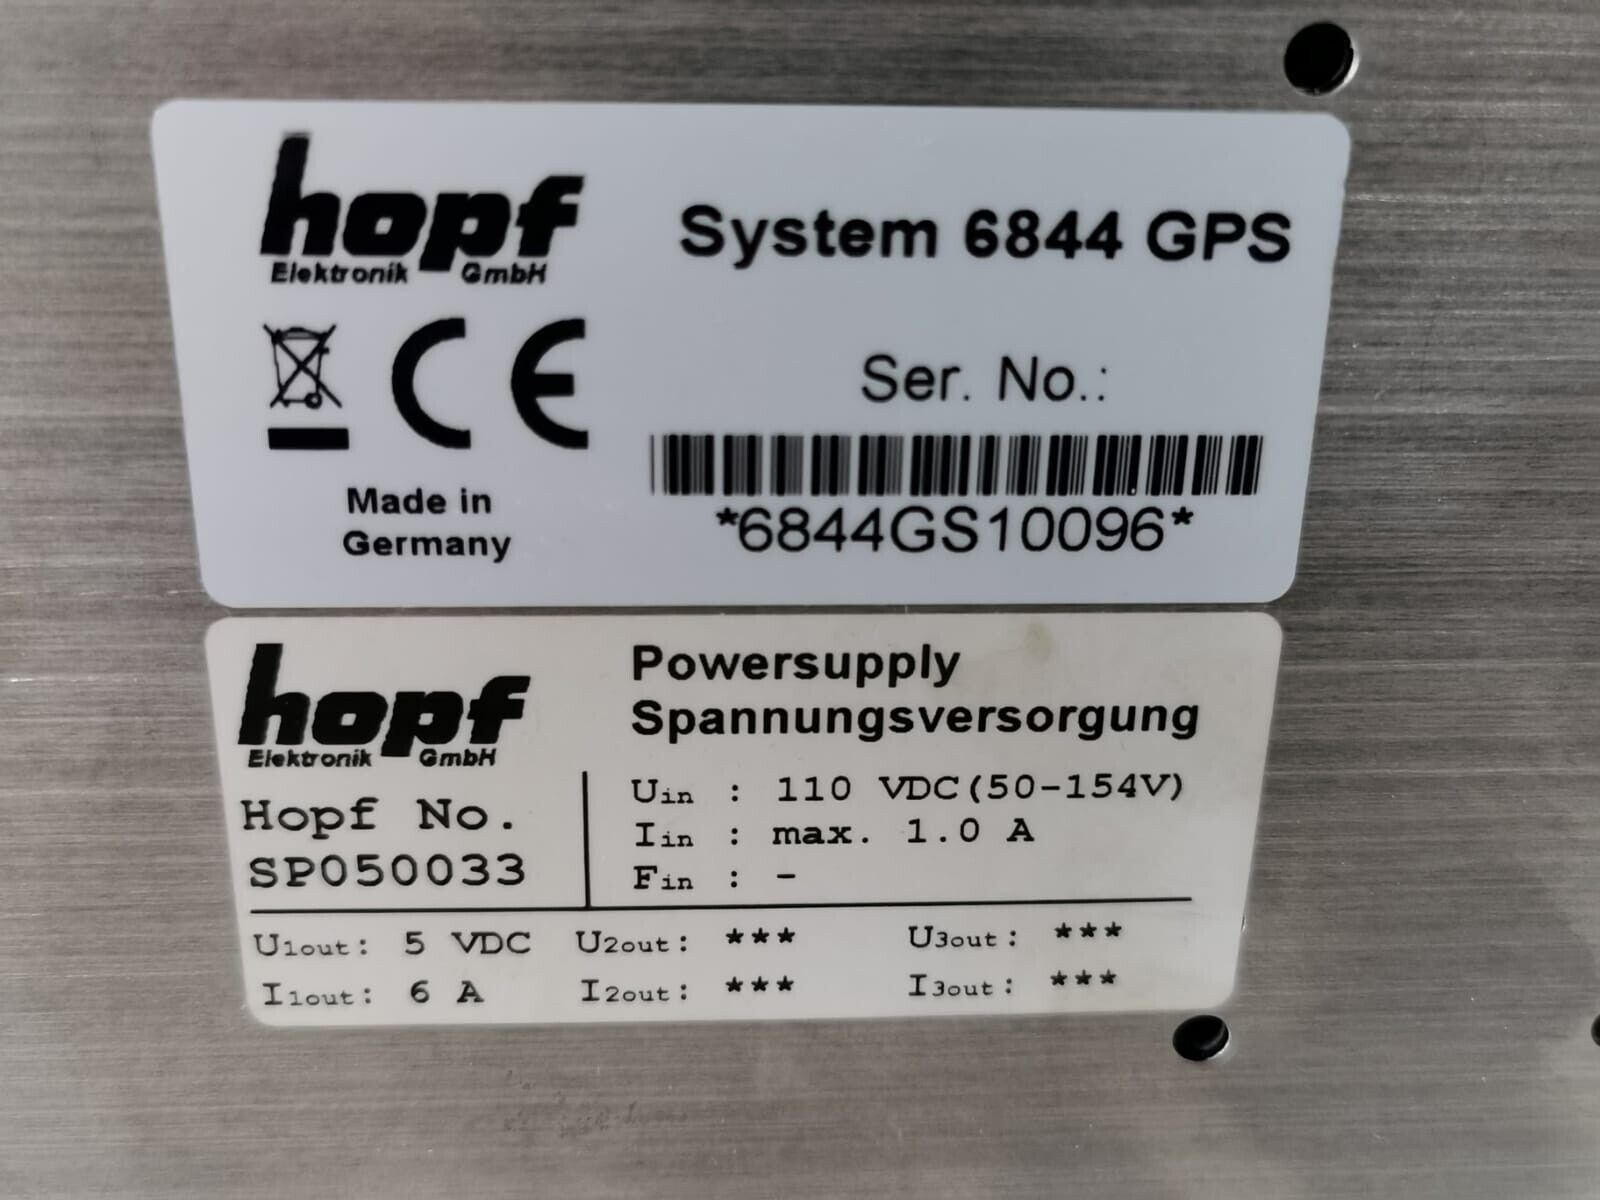 hopf
Elektronik GmbH
System 6844 GPS
CE
Made in
Germany
Ser. No.:
*6844GS10096*
hopf
Elektronik GmbH
Hopf No.
SP050033
Powersupply
Spannungsversorgung
Uin : 110 VDC(50-154V)
Iin : max. 1.0 A
Fin : -
U1out: 5 VDC U2out: *** U3out: ***
I1out: 6 A I2out: *** I3out: ***